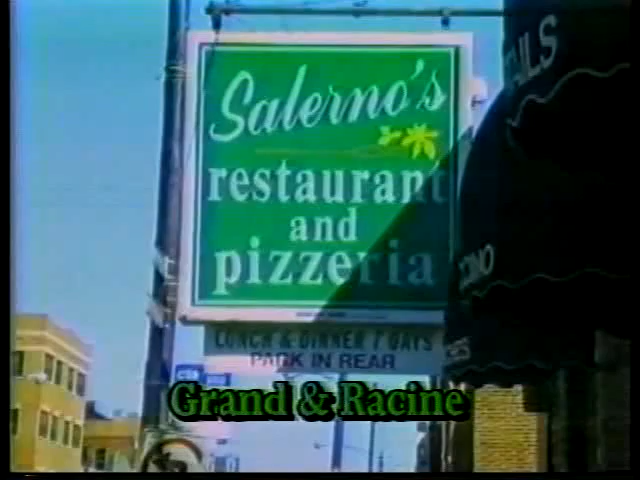 Salerno's
restaurant
and
pizzeria
LUNCH & DINNER 7 DAYS
PARK IN REAR
Grand & Racine